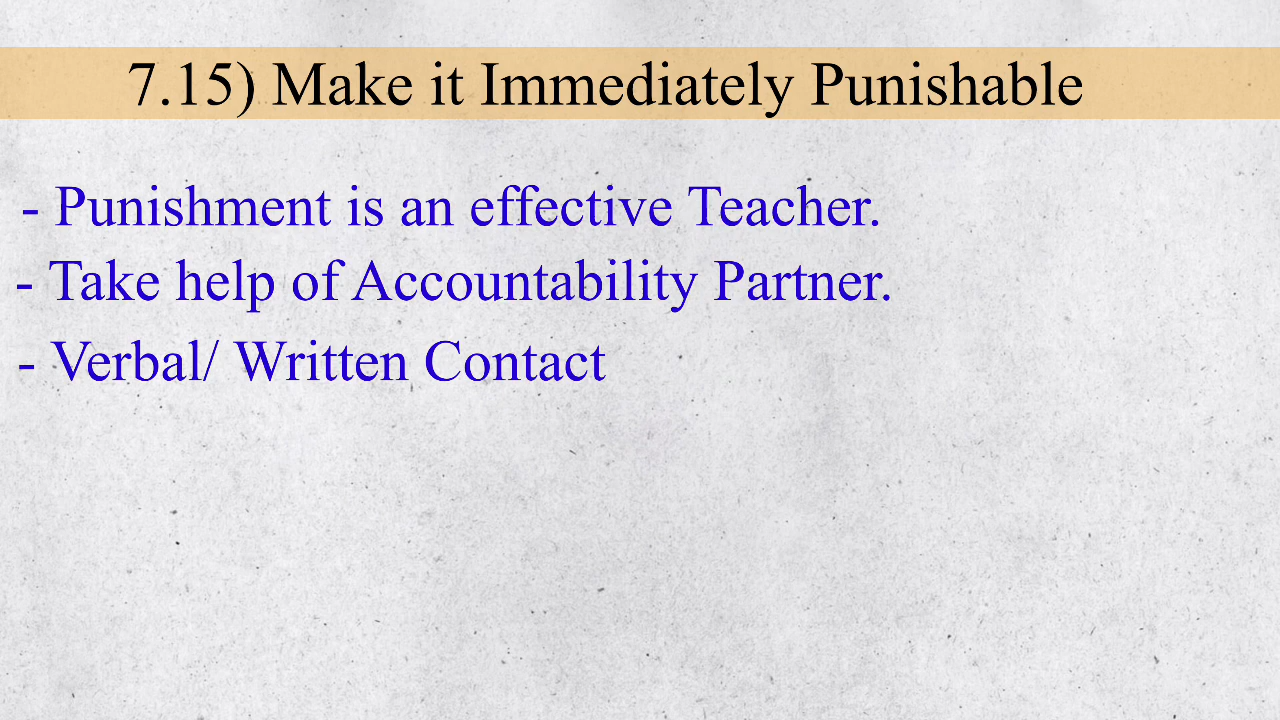 7.15) Make it Immediately Punishable
- Punishment is an effective Teacher.
- Take help of Accountability Partner.
- Verbal/ Written Contact